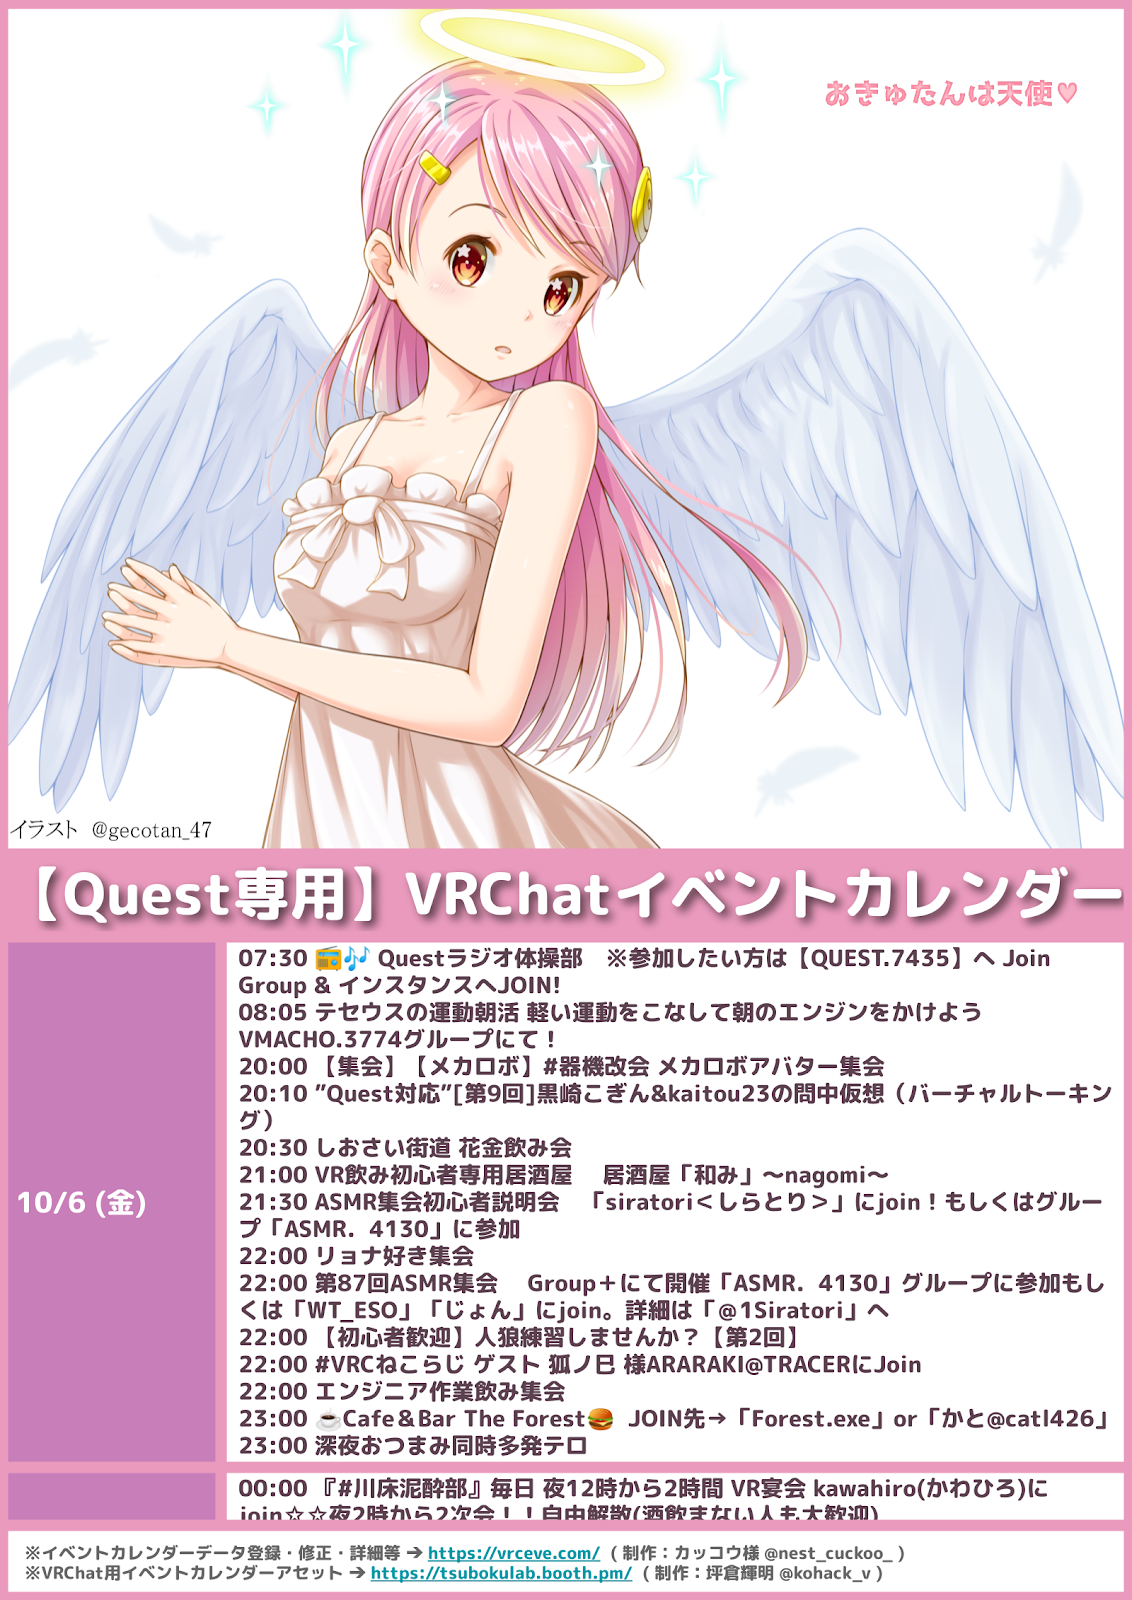 おきゅたんは天使♥
イラスト @gecotan_47
【Quest専用】VRChatイベントカレンダー
10/6 (金)
07:30 📻🎶 Questラジオ体操部　※参加したい方は【QUEST.7435】へ Join
Group & インスタンスへJOIN!
08:05 テセウスの運動朝活 軽い運動をこなして朝のエンジンをかけよう
VMACHO.3774グループにて！
20:00 【集会】【メカロボ】#器機改会 メカロボアバター集会
20:10 ”Quest対応”[第9回]黒崎こぎん&kaitou23の問中仮想（バーチャルトーキン
グ）
20:30 しおさい街道 花金飲み会
21:00 VR飲み初心者専用居酒屋　 居酒屋「和み」～nagomi～
21:30 ASMR集会初心者説明会　「siratori＜しらとり＞」にjoin！もしくはグルー
プ「ASMR．4130」に参加
22:00 リョナ好き集会
22:00 第87回ASMR集会　 Group＋にて開催「ASMR．4130」グループに参加もし
くは「WT_ESO」「じょん」にjoin。詳細は「＠1Siratori」へ
22:00 【初心者歓迎】人狼練習しませんか？【第2回】
22:00 #VRCねこらじ ゲスト 狐ノ巳 様ARARAKI@TRACERにJoin
22:00 エンジニア作業飲み集会
23:00 ☕Cafe＆Bar The Forest🍔 JOIN先→「Forest.exe」or「かと@catl426」
23:00 深夜おつまみ同時多発テロ
00:00 『#川床泥酔部』毎日 夜12時から2時間 VR宴会 kawahiro(かわひろ)に
join☆☆夜2時から2次会！！自由解散(酒飲まない人も大歓迎)
※イベントカレンダーデータ登録・修正・詳細等 ➔ https://vrceve.com/ （制作：カッコウ様 @nest_cuckoo_ ）
※VRChat用イベントカレンダーアセット ➔ https://tsubokulab.booth.pm/ （制作：坪倉輝明 @kohack_v ）